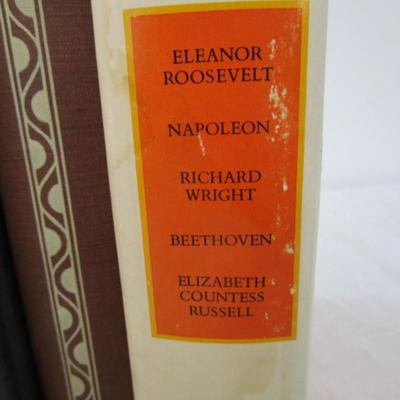 ELEANOR
ROOSEVELT
NAPOLEON
RICHARD
WRIGHT
BEETHOVEN
ELIZABETH
COUNTESS
RUSSELL